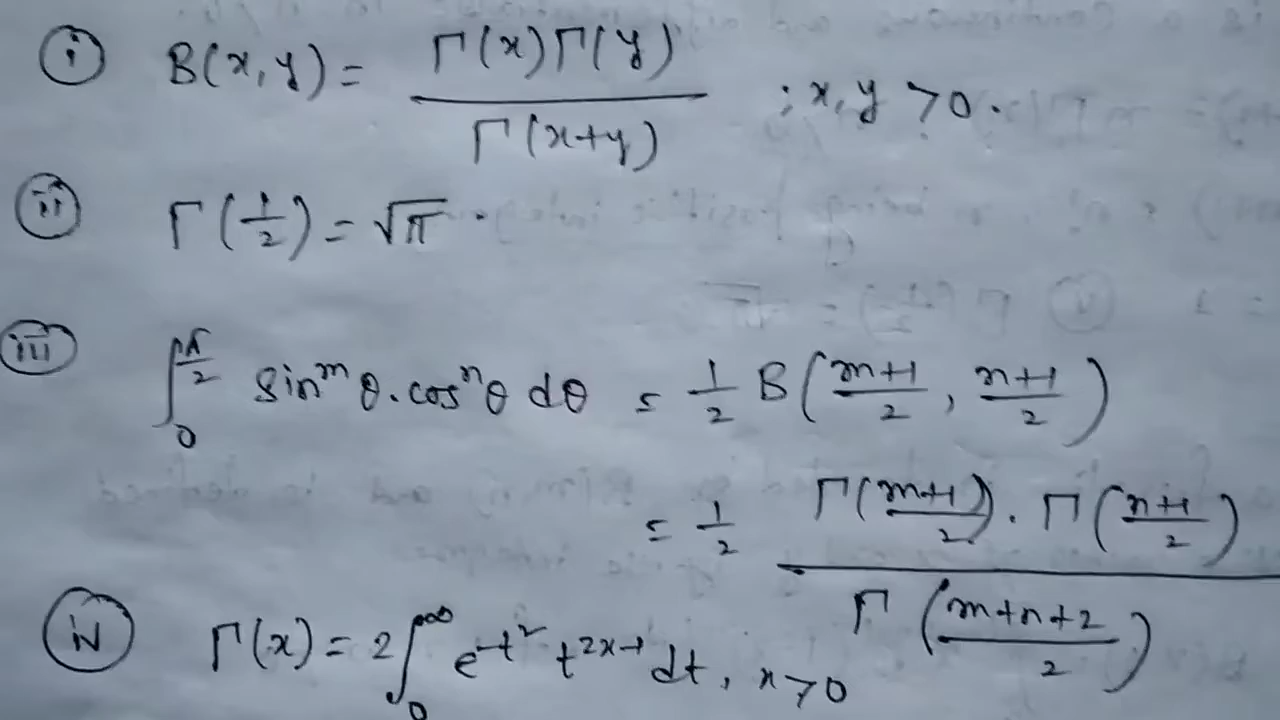 (i) B(x,y) = Γ(x)Γ(y) / Γ(x+y) ; x, y > 0.
(ii) Γ(1/2) = √π .
(iii) ∫₀^(π/2) sin^m θ. cos^n θ dθ = 1/2 B(m+1/2, n+1/2)
= 1/2 Γ(m+1/2). Γ(n+1/2) / Γ(m+n+2/2)
(iv) Γ(x) = 2∫₀^∞ e^-t² t^2x-1 dt, x>0